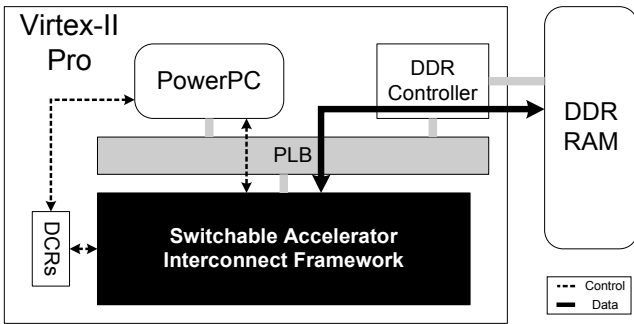 Virtex-II
Pro
PowerPC
DDR
Controller
DDR
RAM
PLB
DCRs
Switchable Accelerator
Interconnect Framework
Control
Data